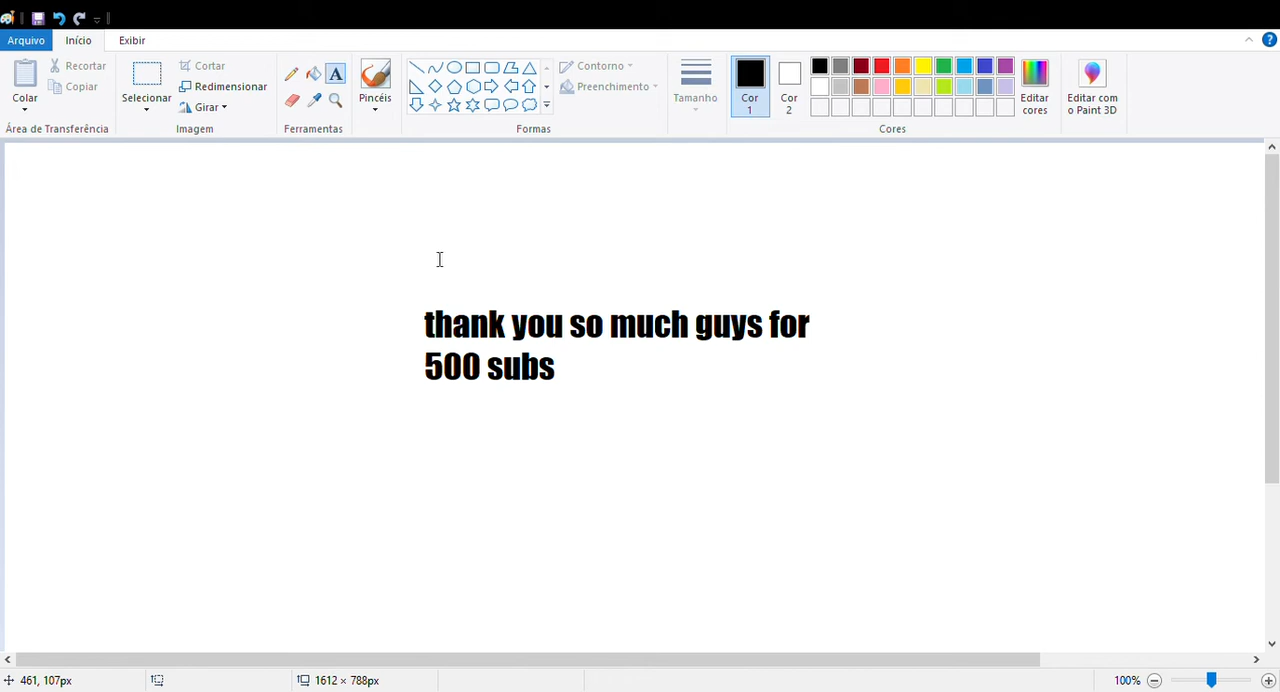 Arquivo Início Exibir
Colar Recortar Copiar Selecionar Cortar Redimensionar Girar A Pincéis Contorno Preenchimento Tamanho Cor 1 Cor 2 Editar cores Editar com o Paint 3D
Área de Transferência Imagem Ferramentas Formas Cores
thank you so much guys for
500 subs
461, 107px 1612 × 788px 100%